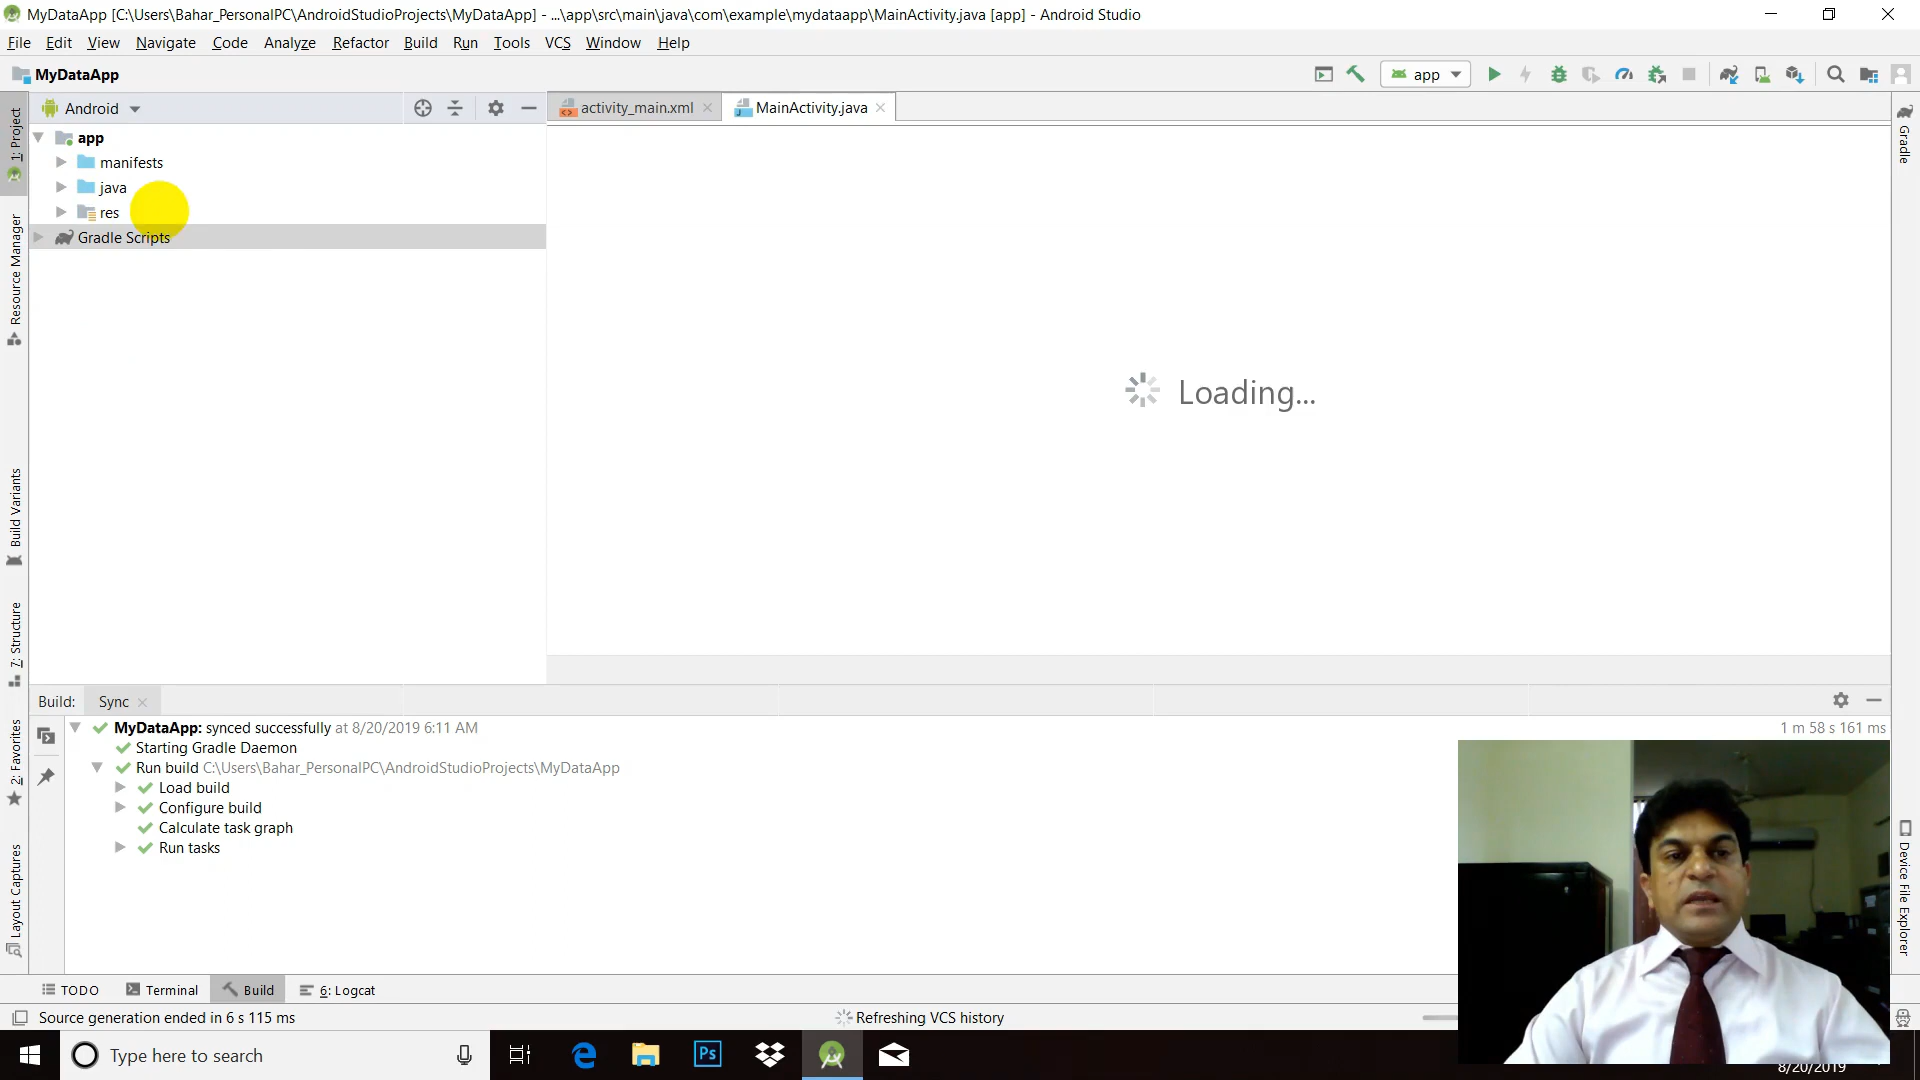 MyDataApp [C:\Users\Bahar_PersonalPC\AndroidStudioProjects\MyDataApp] - ...\app\src\main\java\com\example\mydataapp\MainActivity.java [app] - Android Studio
File Edit View Navigate Code Analyze Refactor Build Run Tools VCS Window Help
MyDataApp
app
Android
activity_main.xml
MainActivity.java
app
manifests
java
res
Gradle Scripts
1: Project
Resource Manager
Build Variants
7: Structure
2: Favorites
Layout Captures
Gradle
Device File Explorer
Loading...
Build: Sync
MyDataApp: synced successfully at 8/20/2019 6:11 AM
1 m 58 s 161 ms
Starting Gradle Daemon
Run build C:\Users\Bahar_PersonalPC\AndroidStudioProjects\MyDataApp
Load build
Configure build
Calculate task graph
Run tasks
TODO Terminal Build 6: Logcat
Source generation ended in 6 s 115 ms
Refreshing VCS history
Type here to search
Ps
8/20/2019